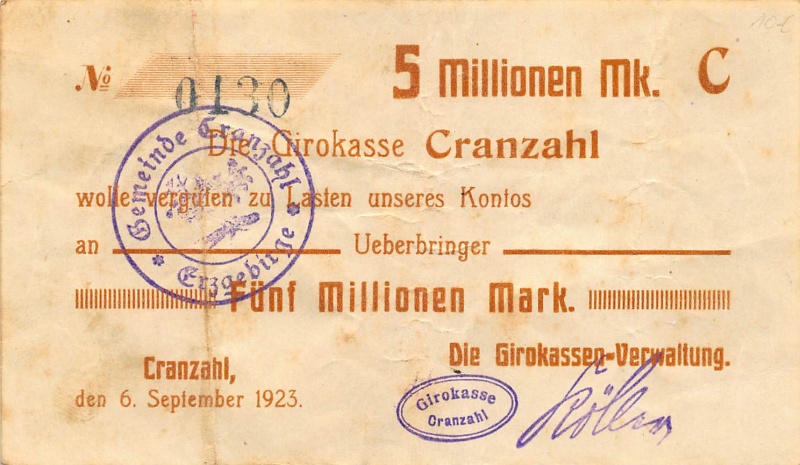 № 0130
5 Millionen Mk. C
Die Girokasse Cranzahl
wolle vergüten zu Lasten unseres Kontos
an Ueberbringer
Fünf Millionen Mark.
Cranzahl,
den 6. September 1923.
Die Girokassen-Verwaltung.
Gemeinde Cranzahl
* Erzgebirge *
Girokasse
Cranzahl